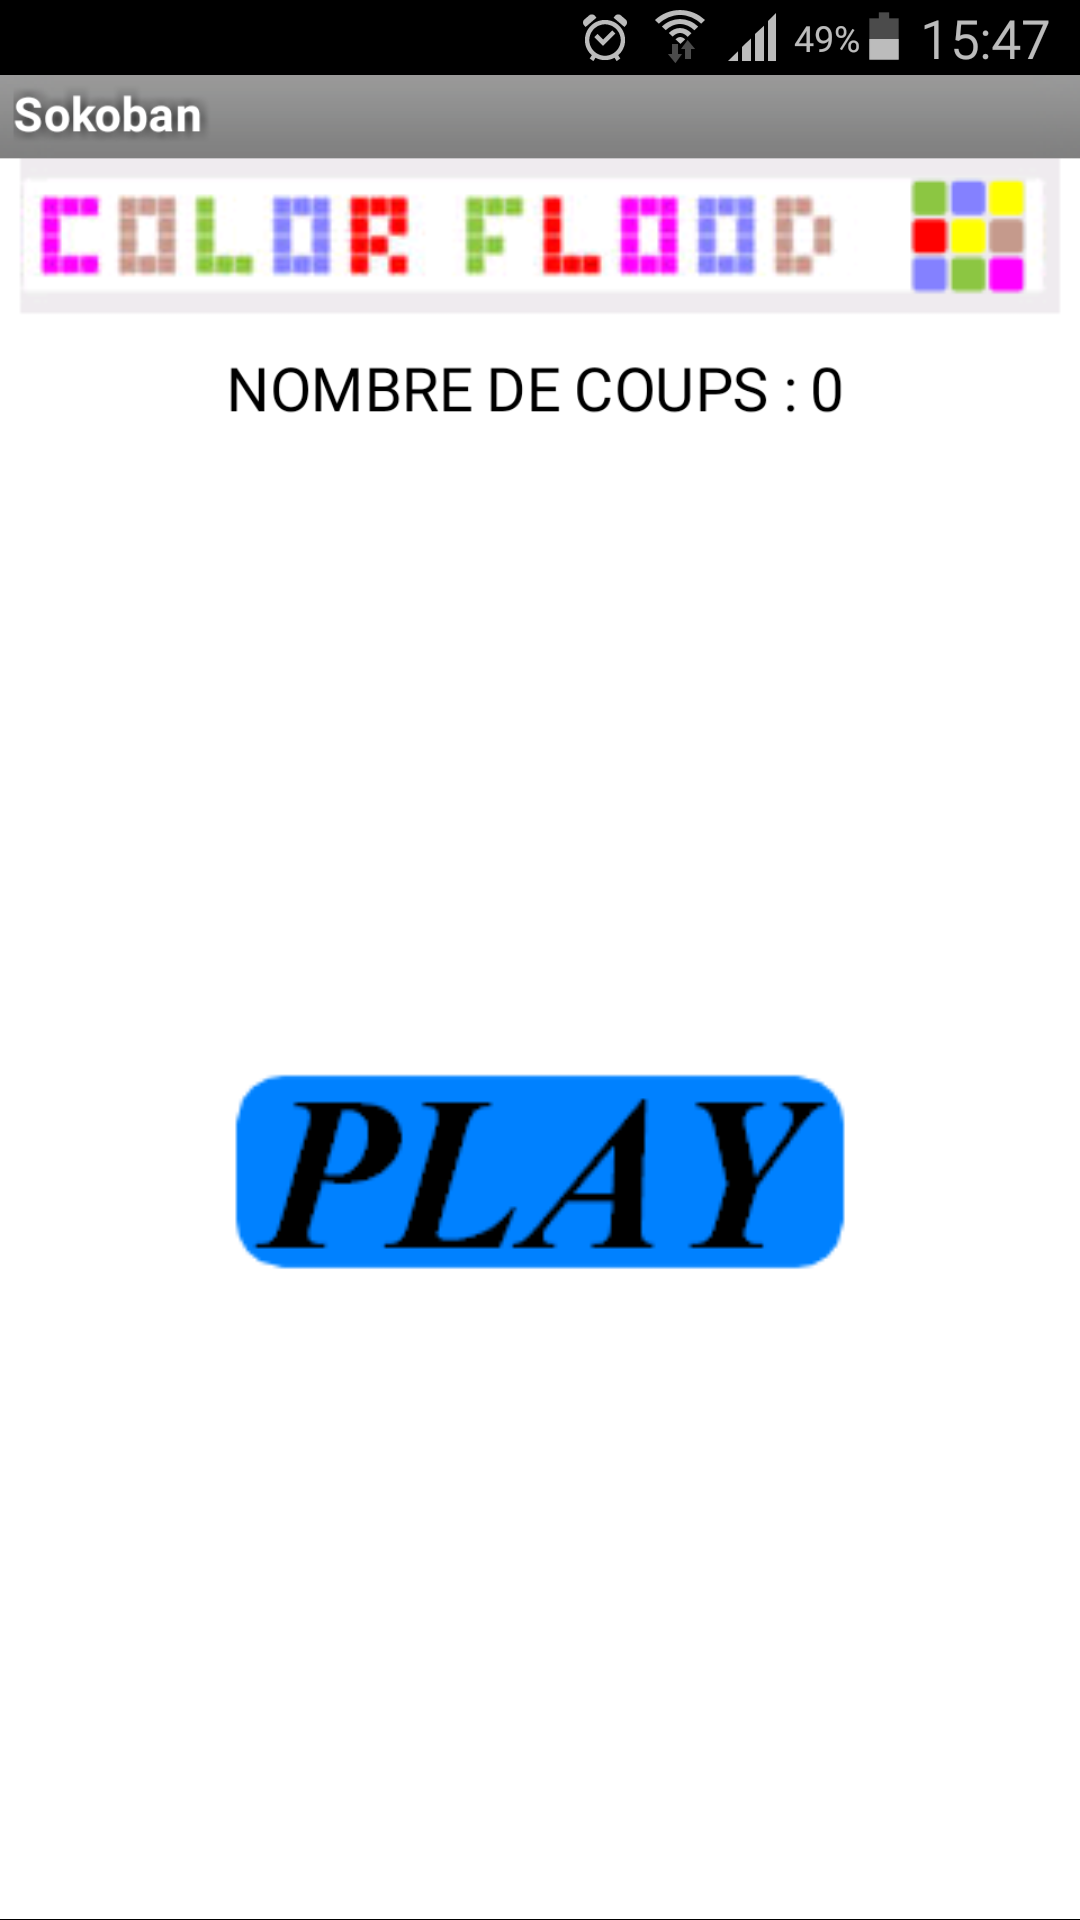 49% 15:47
Sokoban
COLOR FLOOD
NOMBRE DE COUPS : 0
PLAY